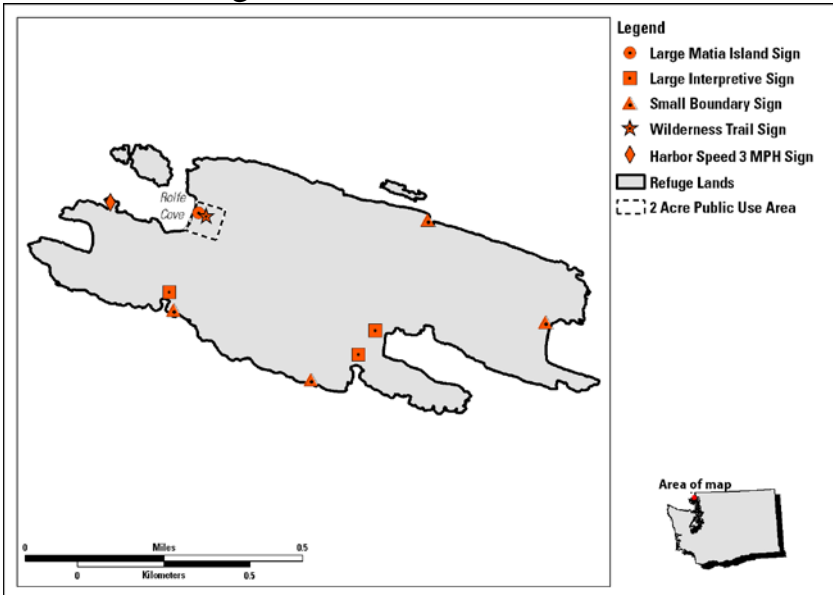 Legend
Large Matia Island Sign
Large Interpretive Sign
Small Boundary Sign
Wilderness Trail Sign
Harbor Speed 3 MPH Sign
Refuge Lands
2 Acre Public Use Area
Rolfe
Cove
Area of map
0 Miles 0.5
0 Kilometers 0.5